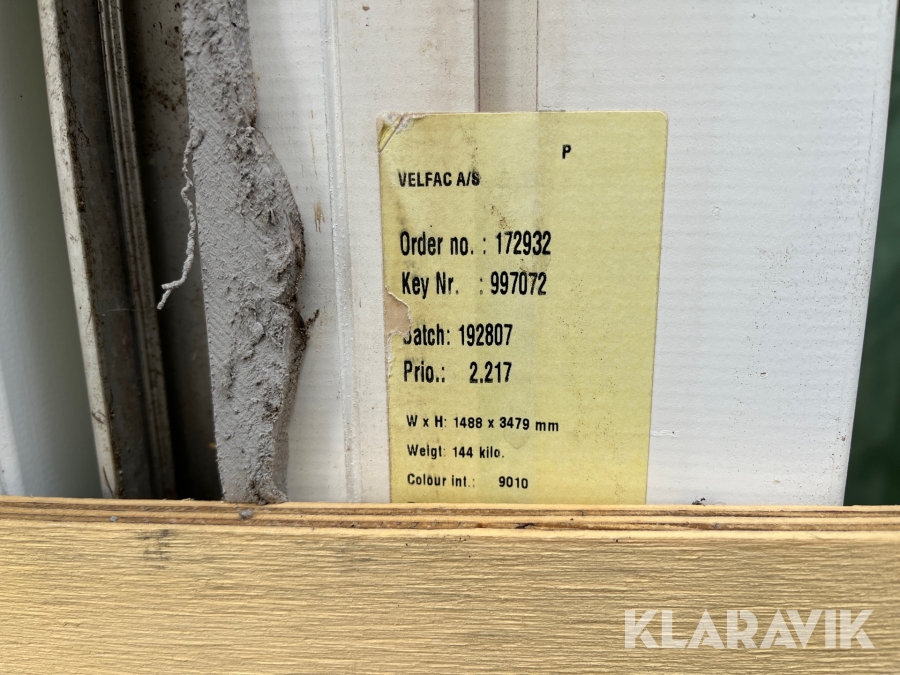 P
VELFAC A/S
Order no. : 172932
Key Nr. : 997072
Batch: 192807
Prio.: 2.217
W x H: 1488 x 3479 mm
Weigt: 144 kilo.
Colour int.: 9010
KLARAVIK